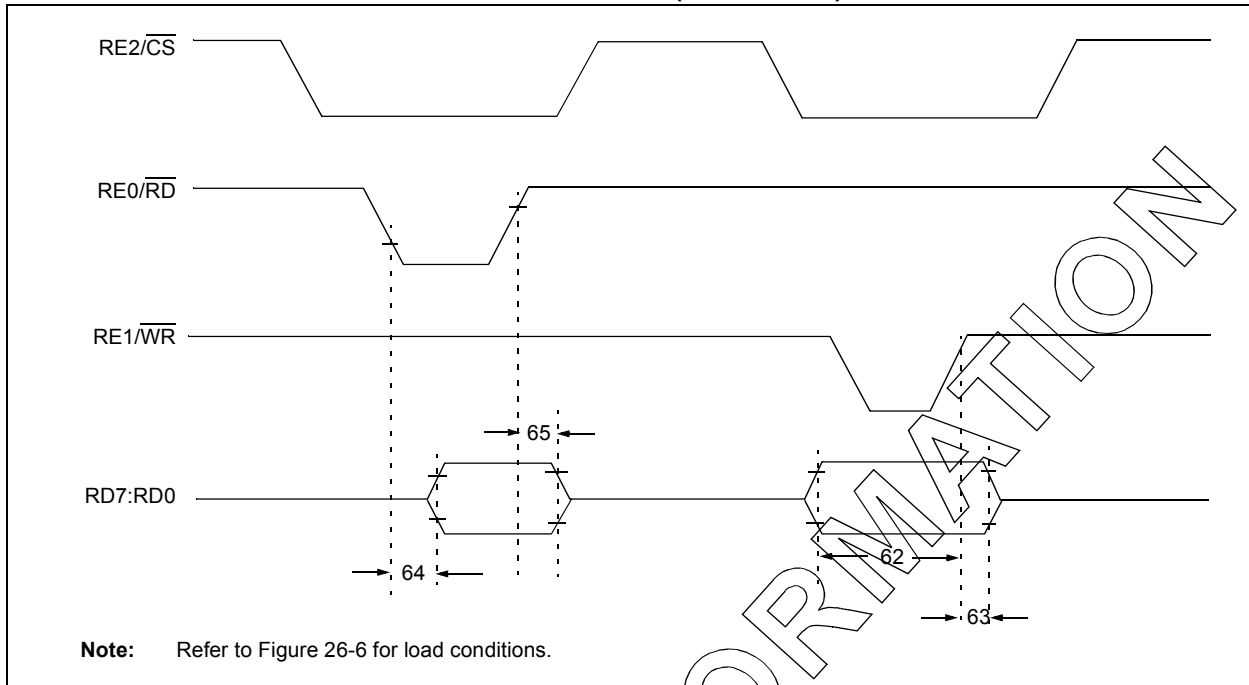 RE2/CS
RE0/RD
RE1/WR
65
RD7:RD0
62
64
63
Note: Refer to Figure 26-6 for load conditions.
ORMATION